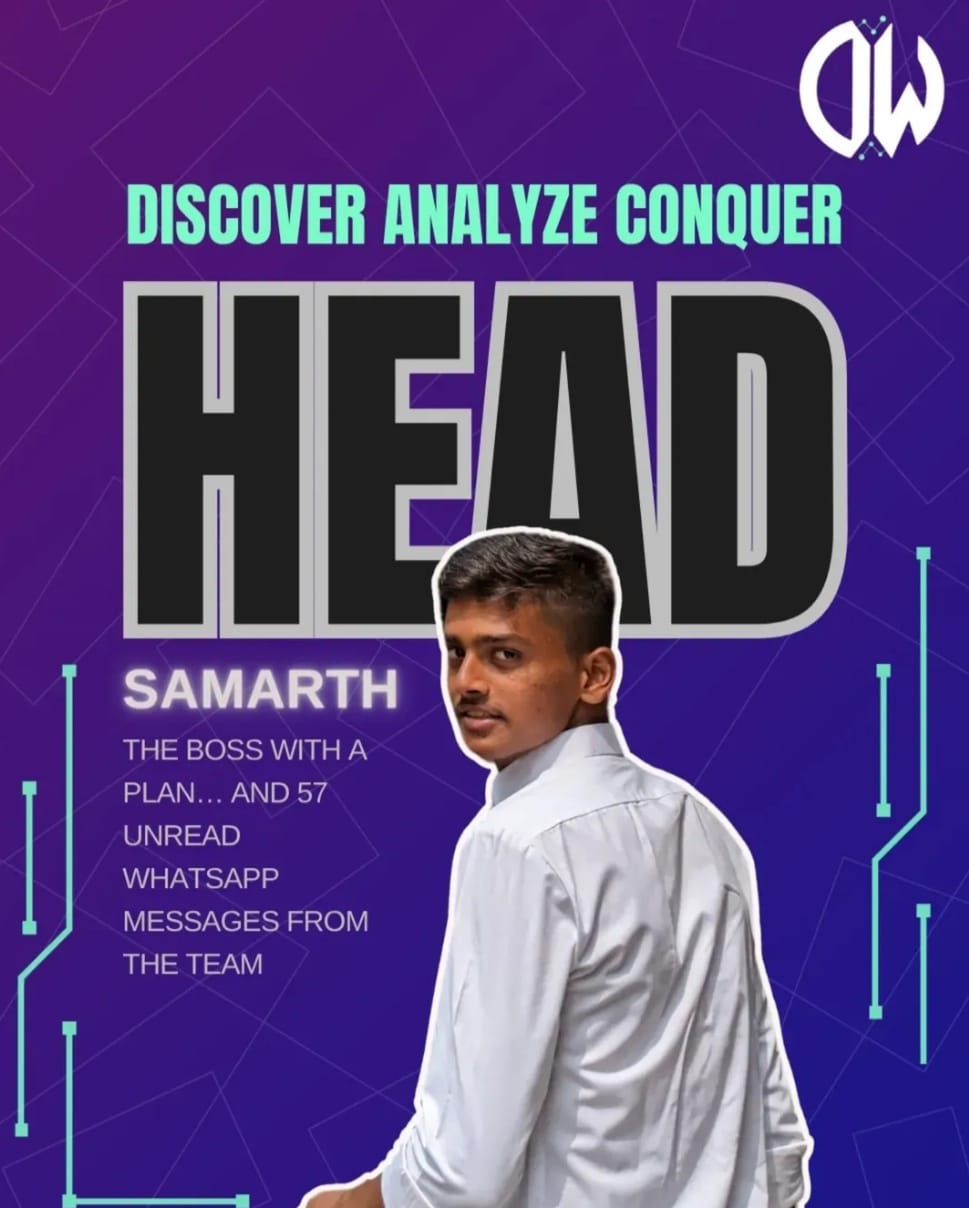 DW
DISCOVER ANALYZE CONQUER
HEAD
SAMARTH
THE BOSS WITH A
PLAN... AND 57
UNREAD
WHATSAPP
MESSAGES FROM
THE TEAM